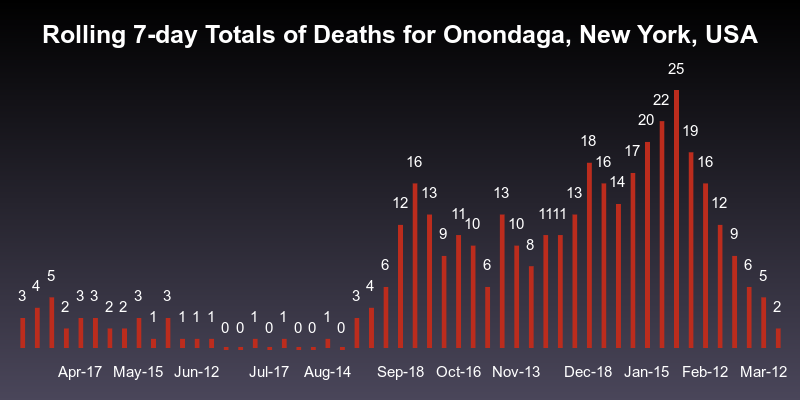 Rolling 7-day Totals of Deaths for Onondaga, New York, USA
3 4 5 2 3 3 2 2 3 1 3 1 1 1 0 0 1 0 1 0 0 1 0 3 4 6 12 16 13 9 11 10 6 13 10 8 11 11 13 18 16 14 17 20 22 25 19 16 12 9 6 5 2
Apr-17 May-15 Jun-12 Jul-17 Aug-14 Sep-18 Oct-16 Nov-13 Dec-18 Jan-15 Feb-12 Mar-12